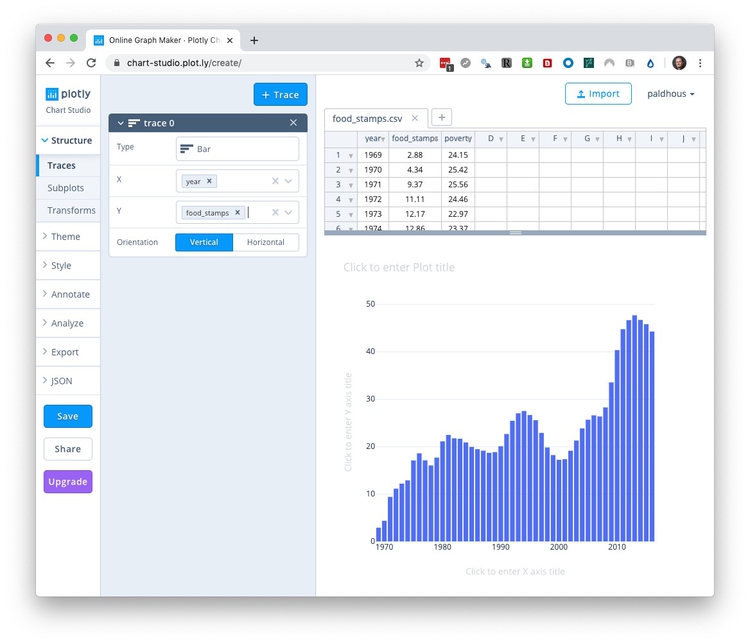 Online Graph Maker · Plotly Ch
chart-studio.plot.ly/create/
plotly
Chart Studio
Structure
Traces
Subplots
Transforms
Theme
Style
Annotate
Analyze
Export
JSON
Save
Share
Upgrade
+ Trace
trace 0
Type
Bar
X
year
Y
food_stamps
Orientation
Vertical
Horizontal
Import
paldhous
food_stamps.csv
year food_stamps poverty D E F G H I J
1 1969 2.88 24.15
2 1970 4.34 25.42
3 1971 9.37 25.56
4 1972 11.11 24.46
5 1973 12.17 22.97
6 1974 12.86 23.37
Click to enter Plot title
Click to enter Y axis title
50
40
30
20
10
0
1970 1980 1990 2000 2010
Click to enter X axis title